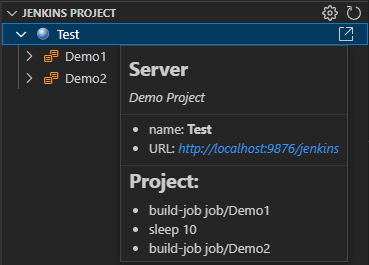 JENKINS PROJECT
Test
Demo1
Demo2
Server
Demo Project
name: Test
URL: http://localhost:9876/jenkins
Project:
build-job job/Demo1
sleep 10
build-job job/Demo2